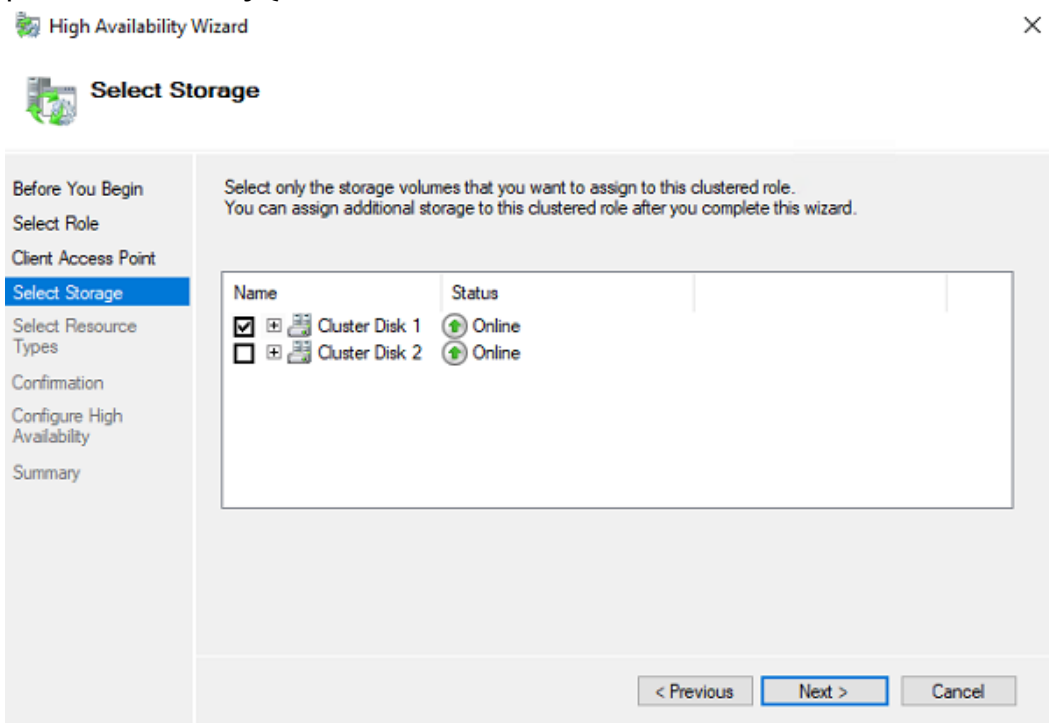 High Availability Wizard
Select Storage
Before You Begin
Select Role
Client Access Point
Select Storage
Select Resource
Types
Confirmation
Configure High
Availability
Summary
Select only the storage volumes that you want to assign to this clustered role.
You can assign additional storage to this clustered role after you complete this wizard.
Name Status
Cluster Disk 1 Online
Cluster Disk 2 Online
< Previous Next > Cancel